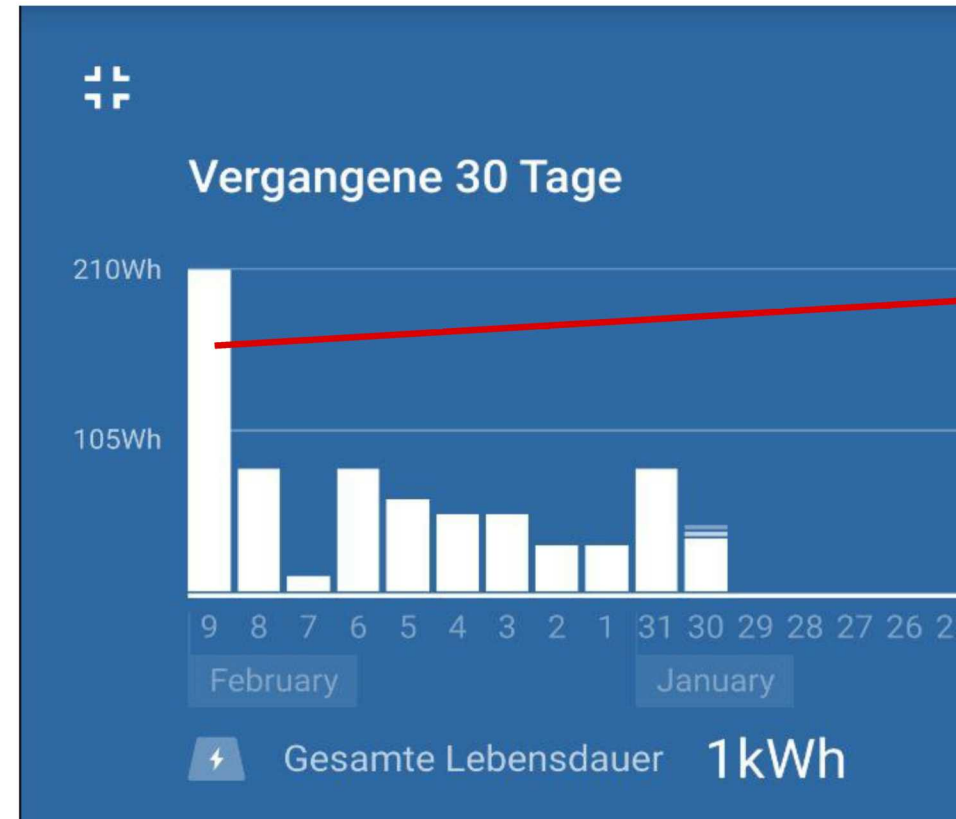 Vergangene 30 Tage
210Wh
105Wh
9 8 7 6 5 4 3 2 1 31 30 29 28 27 26 2
February January
Gesamte Lebensdauer 1kWh